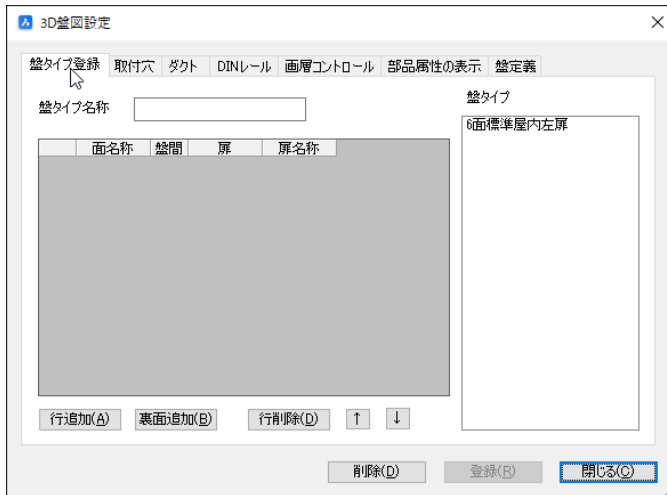 3D盤図設定
盤タイプ登録 取付穴 ダクト DINレール 画層コントロール 部品属性の表示 盤定義
盤タイプ名称
盤タイプ
6面標準屋内左扉
面名称 盤間 扉 扉名称
行追加(A) 裏面追加(B) 行削除(D) ↑ ↓
削除(D) 登録(R) 閉じる(C)